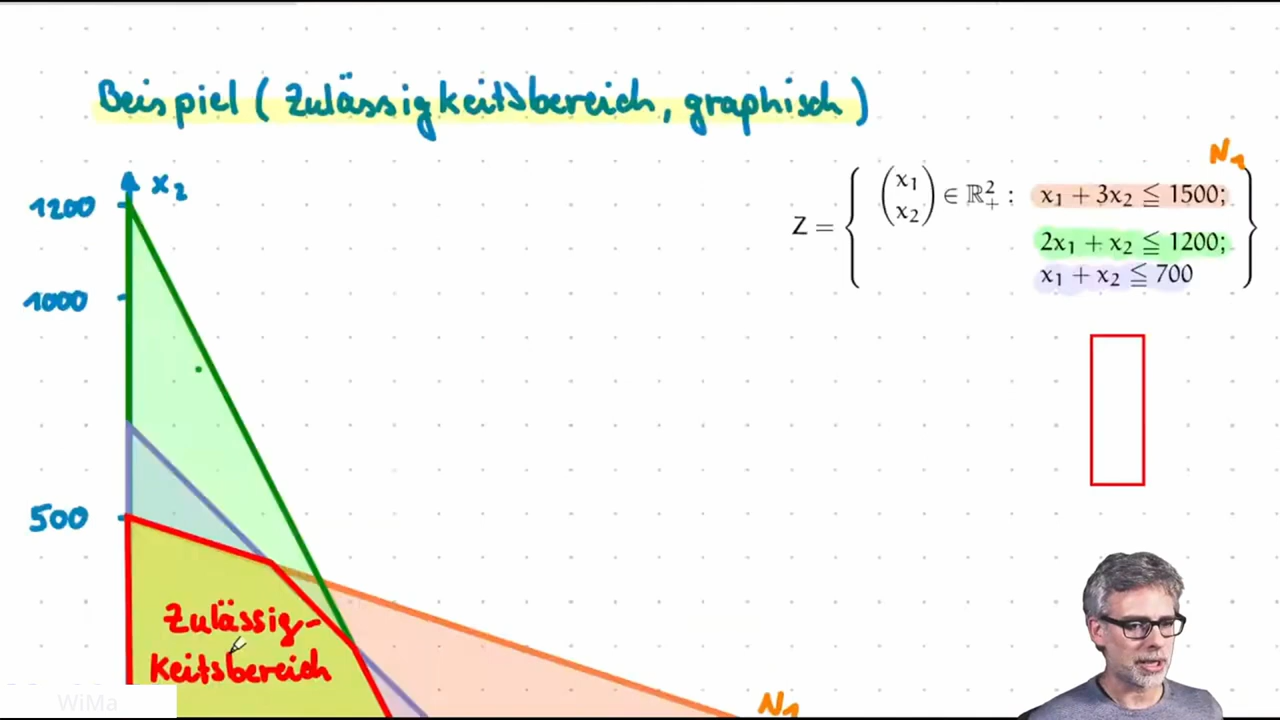 Beispiel (Zulässigkeitsbereich, graphisch)
N₁
x₂
1200
1000
500
Z = { (x₁ x₂) ∈ ℝ²₊ : x₁ + 3x₂ ≦ 1500;
2x₁ + x₂ ≦ 1200;
x₁ + x₂ ≦ 700 }
Zulässig-
keitsbereich
N₁
WiMa